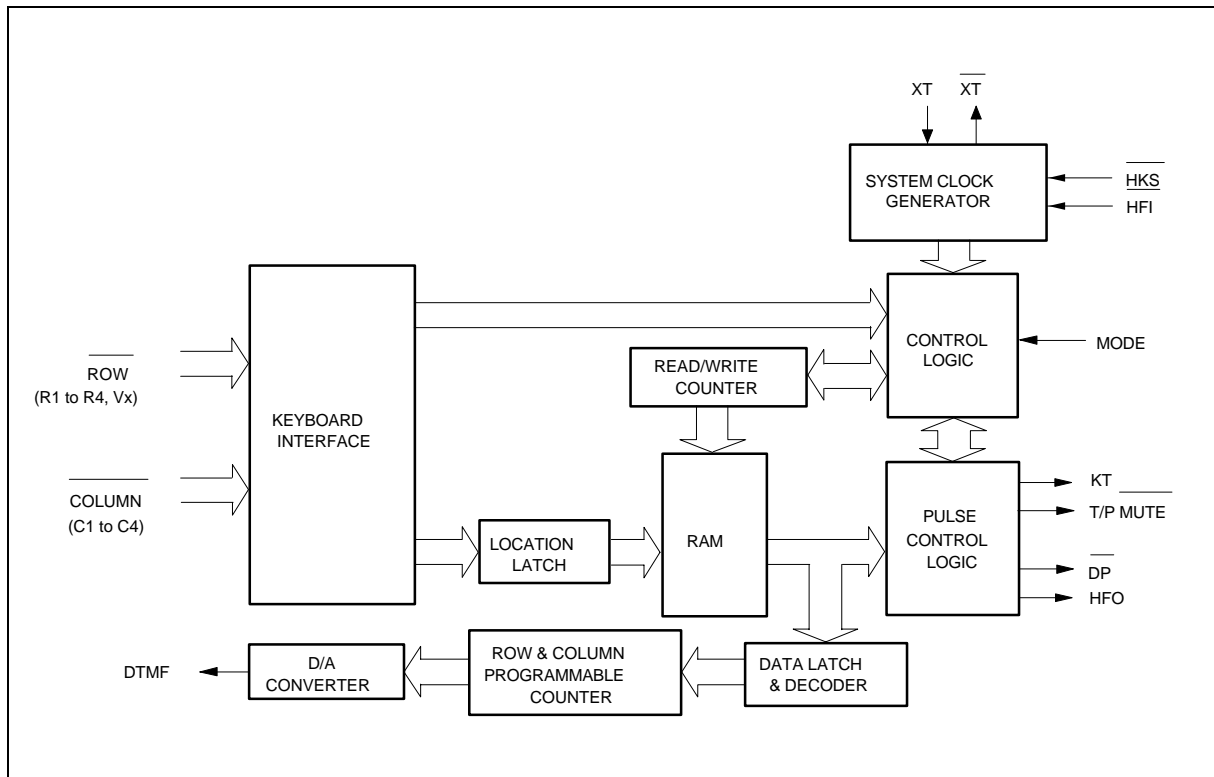 XT XT
SYSTEM CLOCK
GENERATOR
HKS
HFI
KEYBOARD
INTERFACE
ROW
(R1 to R4, Vx)
COLUMN
(C1 to C4)
CONTROL
LOGIC
MODE
READ/WRITE
COUNTER
LOCATION
LATCH
RAM
PULSE
CONTROL
LOGIC
KT
T/P MUTE
DP
HFO
DTMF
D/A
CONVERTER
ROW & COLUMN
PROGRAMMABLE
COUNTER
DATA LATCH
& DECODER